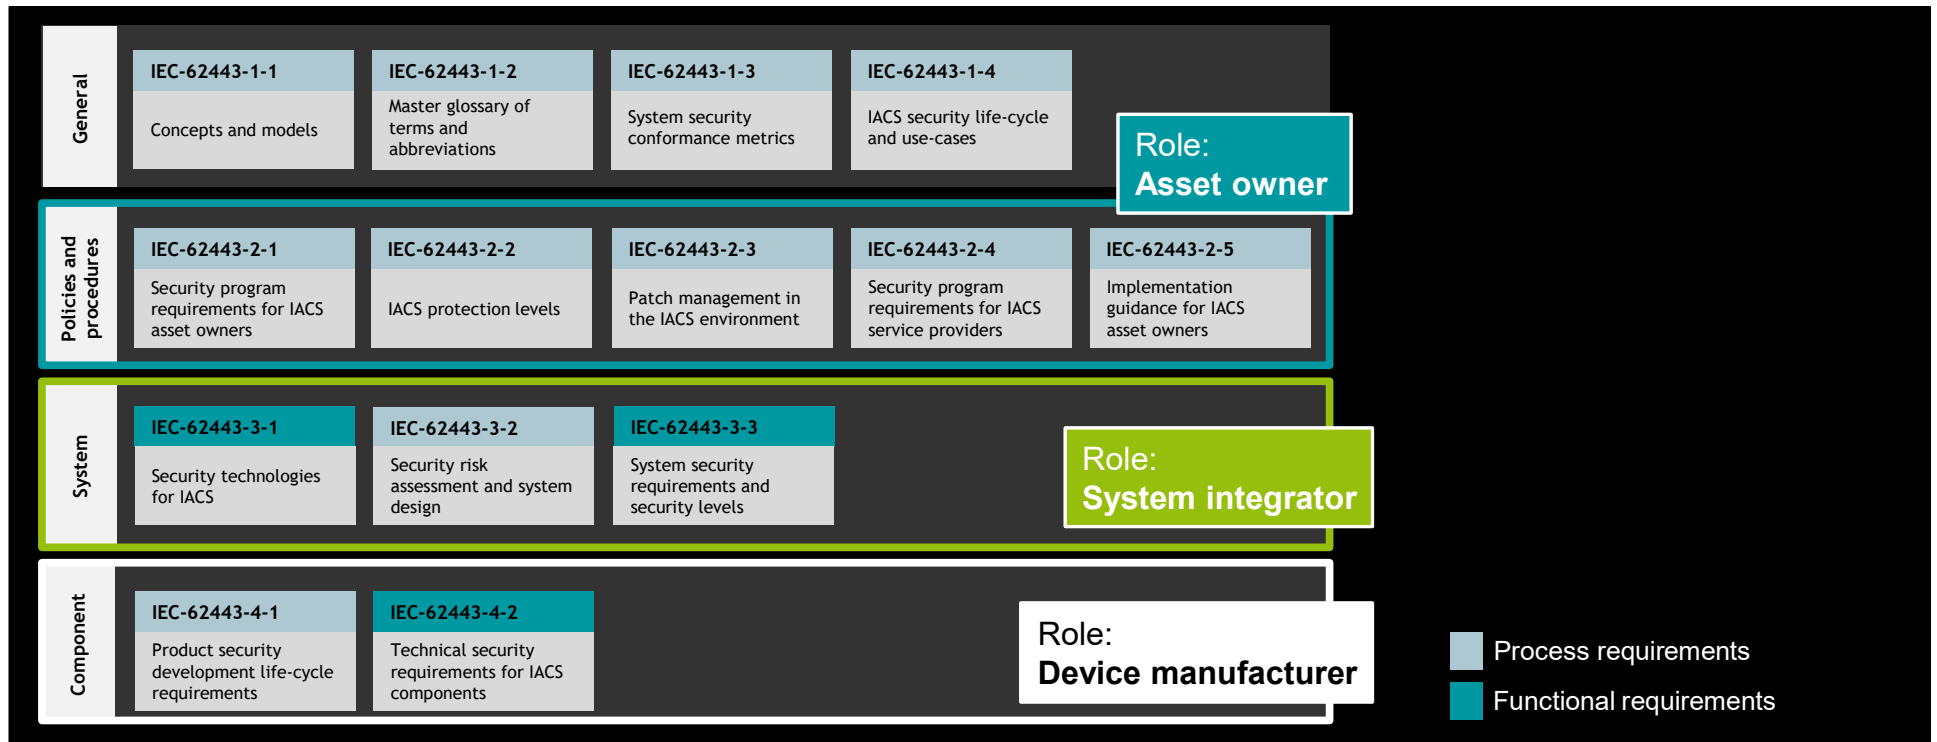 General
IEC-62443-1-1
Concepts and models
IEC-62443-1-2
Master glossary of
terms and
abbreviations
IEC-62443-1-3
System security
conformance metrics
IEC-62443-1-4
IACS security life-cycle
and use-cases
Role:
Asset owner
Policies and
procedures
IEC-62443-2-1
Security program
requirements for IACS
asset owners
IEC-62443-2-2
IACS protection levels
IEC-62443-2-3
Patch management in
the IACS environment
IEC-62443-2-4
Security program
requirements for IACS
service providers
IEC-62443-2-5
Implementation
guidance for IACS
asset owners
System
IEC-62443-3-1
Security technologies
for IACS
IEC-62443-3-2
Security risk
assessment and system
design
IEC-62443-3-3
System security
requirements and
security levels
Role:
System integrator
Component
IEC-62443-4-1
Product security
development life-cycle
requirements
IEC-62443-4-2
Technical security
requirements for IACS
components
Role:
Device manufacturer
Process requirements
Functional requirements